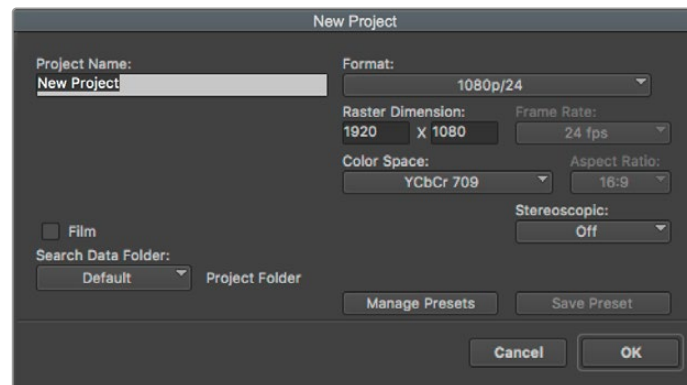 New Project
Project Name:
New Project
Format:
1080p/24
Raster Dimension:
Frame Rate:
1920 X 1080
24 fps
Color Space:
Aspect Ratio:
YCbCr 709
16:9
Stereoscopic:
Off
Film
Search Data Folder:
Default
Project Folder
Manage Presets
Save Preset
Cancel
OK